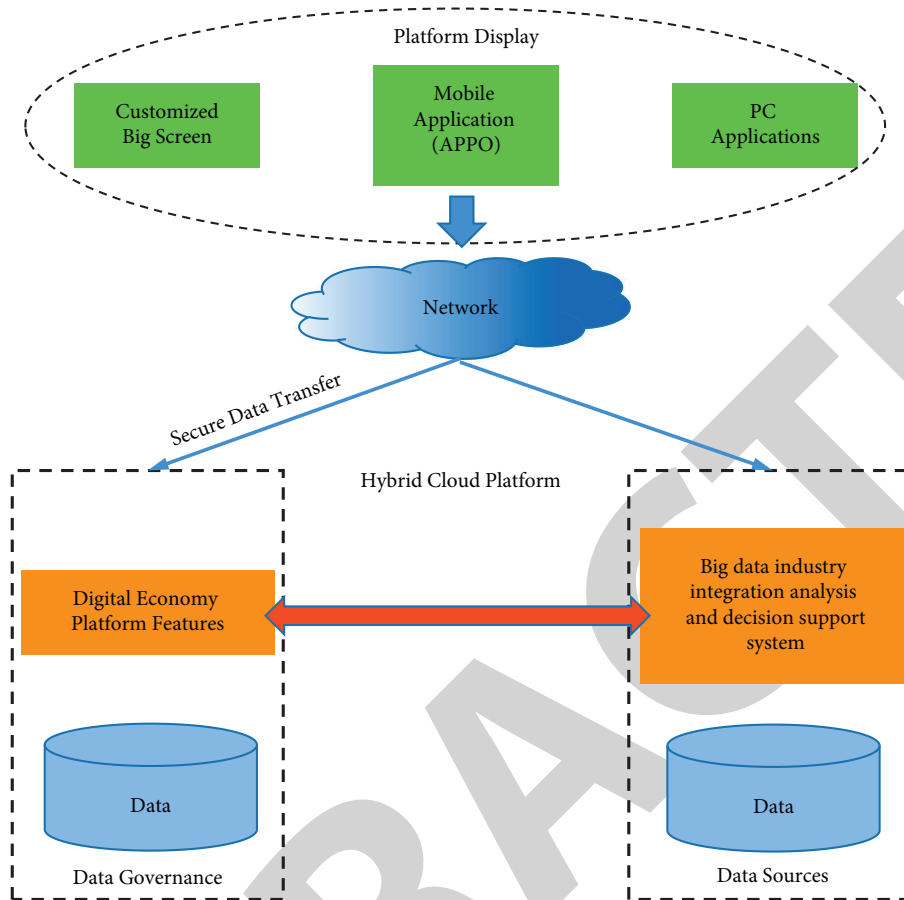 Platform Display
Customized
Big Screen
Mobile
Application
(APPO)
PC
Applications
Network
Secure Data Transfer
Hybrid Cloud Platform
Digital Economy
Platform Features
Big data industry
integration analysis
and decision support
system
Data
Data
Data Governance
Data Sources